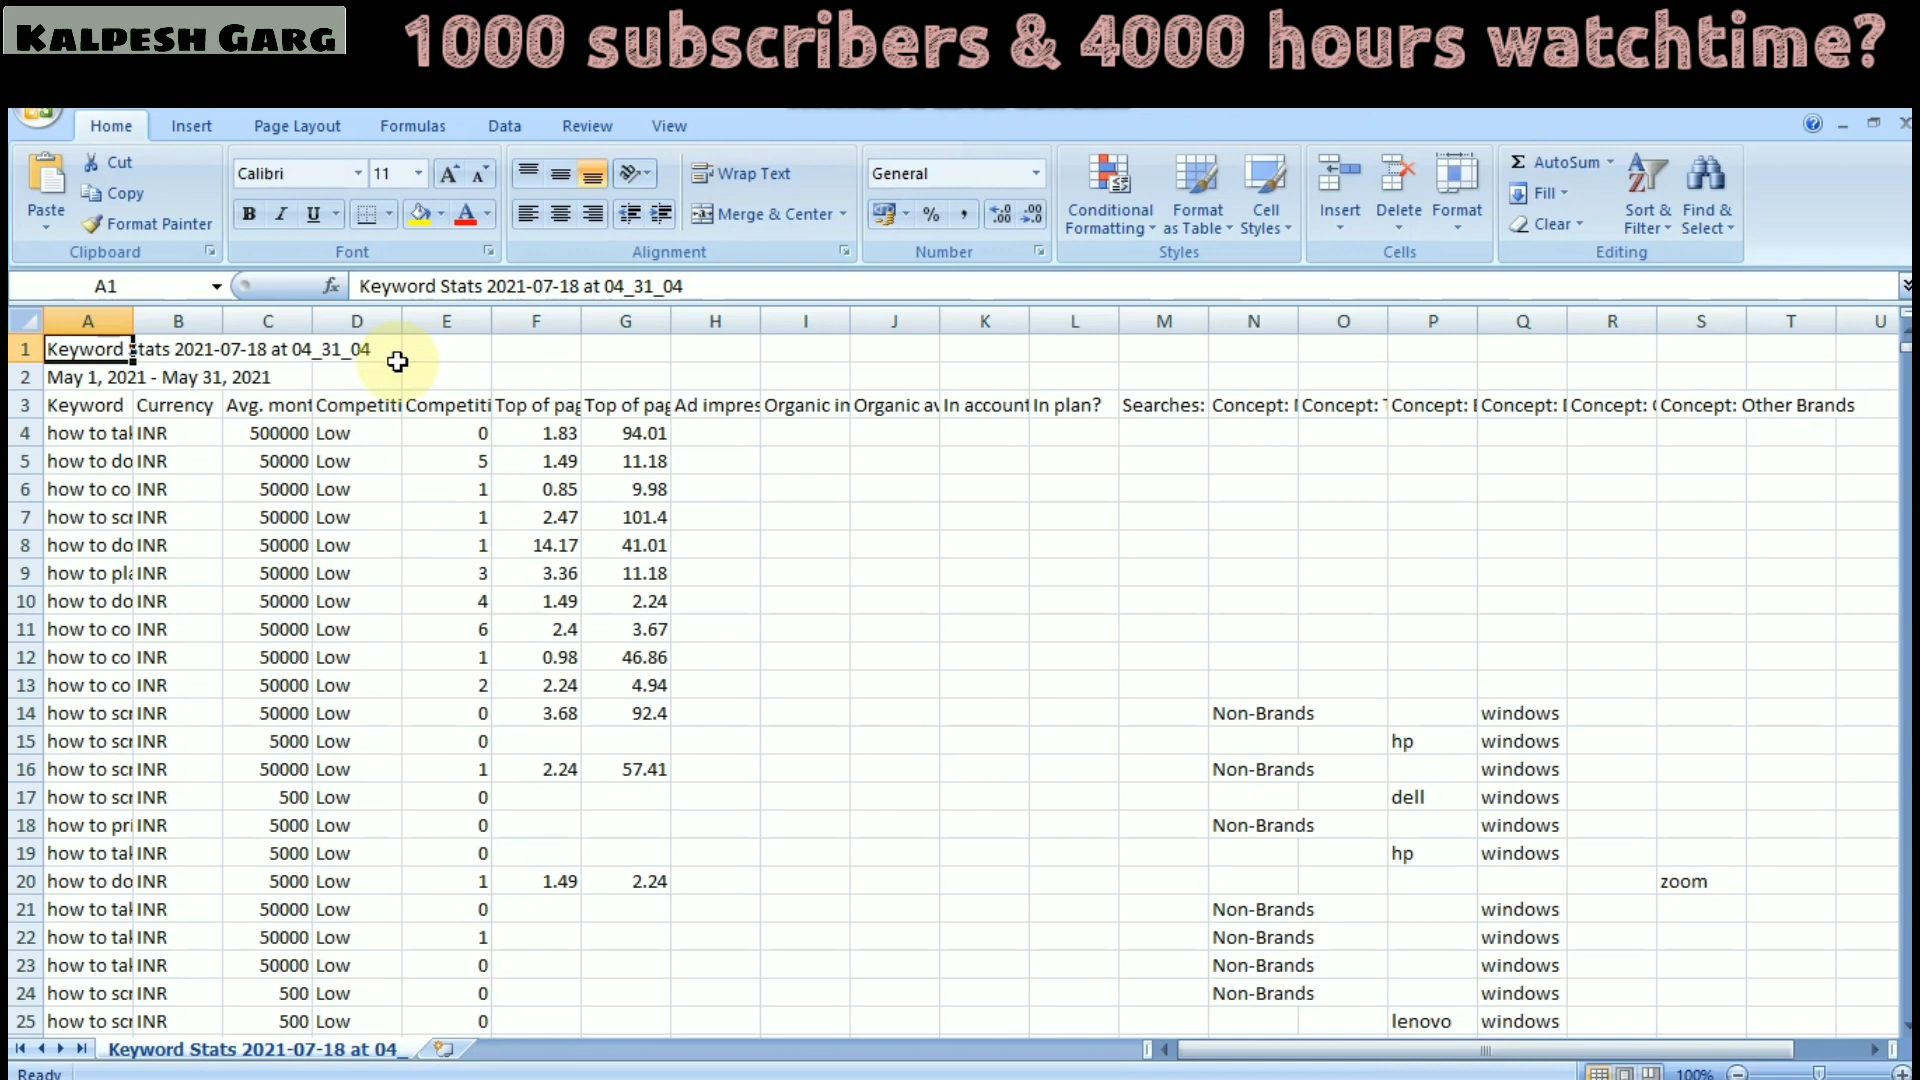 KALPESH GARG
1000 subscribers & 4000 hours watchtime?
Home Insert Page Layout Formulas Data Review View
Paste
Cut
Copy
Format Painter
Clipboard
Calibri 11
B I U A
Font
Wrap Text
Merge & Center
Alignment
General
% ,
Number
Conditional Formatting
Format as Table
Cell Styles
Styles
Insert Delete Format
Cells
Σ AutoSum
Fill
Clear
Sort & Filter
Find & Select
Editing
A1 fx Keyword Stats 2021-07-18 at 04_31_04
A B C D E F G H I J K L M N O P Q R S T U
1 Keyword Stats 2021-07-18 at 04_31_04
2 May 1, 2021 - May 31, 2021
3 Keyword Currency Avg. mont Competiti Competiti Top of pag Top of pag Ad impres Organic in Organic av In account In plan? Searches: Concept: Concept: Concept: Concept: Concept: Concept: Other Brands
4 how to tak INR 500000 Low 0 1.83 94.01
5 how to do INR 50000 Low 5 1.49 11.18
6 how to co INR 50000 Low 1 0.85 9.98
7 how to scr INR 50000 Low 1 2.47 101.4
8 how to do INR 50000 Low 1 14.17 41.01
9 how to pla INR 50000 Low 3 3.36 11.18
10 how to do INR 50000 Low 4 1.49 2.24
11 how to co INR 50000 Low 6 2.4 3.67
12 how to co INR 50000 Low 1 0.98 46.86
13 how to co INR 50000 Low 2 2.24 4.94
14 how to scr INR 50000 Low 0 3.68 92.4 Non-Brands windows
15 how to scr INR 5000 Low 0 hp windows
16 how to scr INR 50000 Low 1 2.24 57.41 Non-Brands windows
17 how to scr INR 500 Low 0 dell windows
18 how to pri INR 5000 Low 0 Non-Brands windows
19 how to tak INR 5000 Low 0 hp windows
20 how to do INR 5000 Low 1 1.49 2.24 zoom
21 how to tak INR 50000 Low 0 Non-Brands windows
22 how to tak INR 50000 Low 1 Non-Brands windows
23 how to tak INR 50000 Low 0 Non-Brands windows
24 how to scr INR 500 Low 0 Non-Brands windows
25 how to scr INR 500 Low 0 lenovo windows
Keyword Stats 2021-07-18 at 04_
Ready 100%